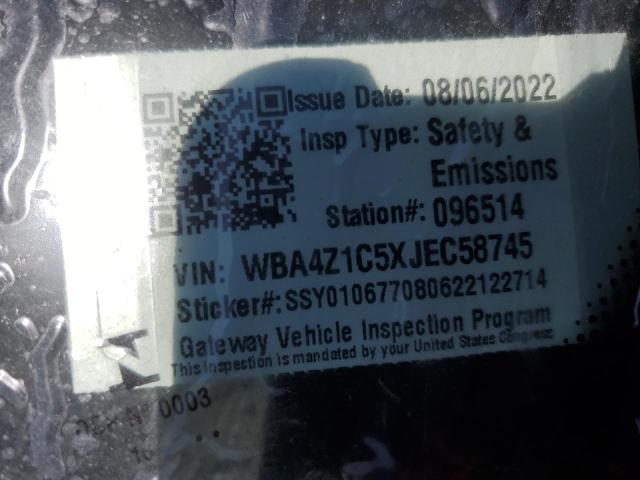 Issue Date: 08/06/2022
Insp Type: Safety &
Emissions
Station#: 096514
VIN: WBA4Z1C5XJEC58745
Sticker#: SSY010677080622122714
Gateway Vehicle Inspection Program
This Inspection is mandated by your United States Congress
0003